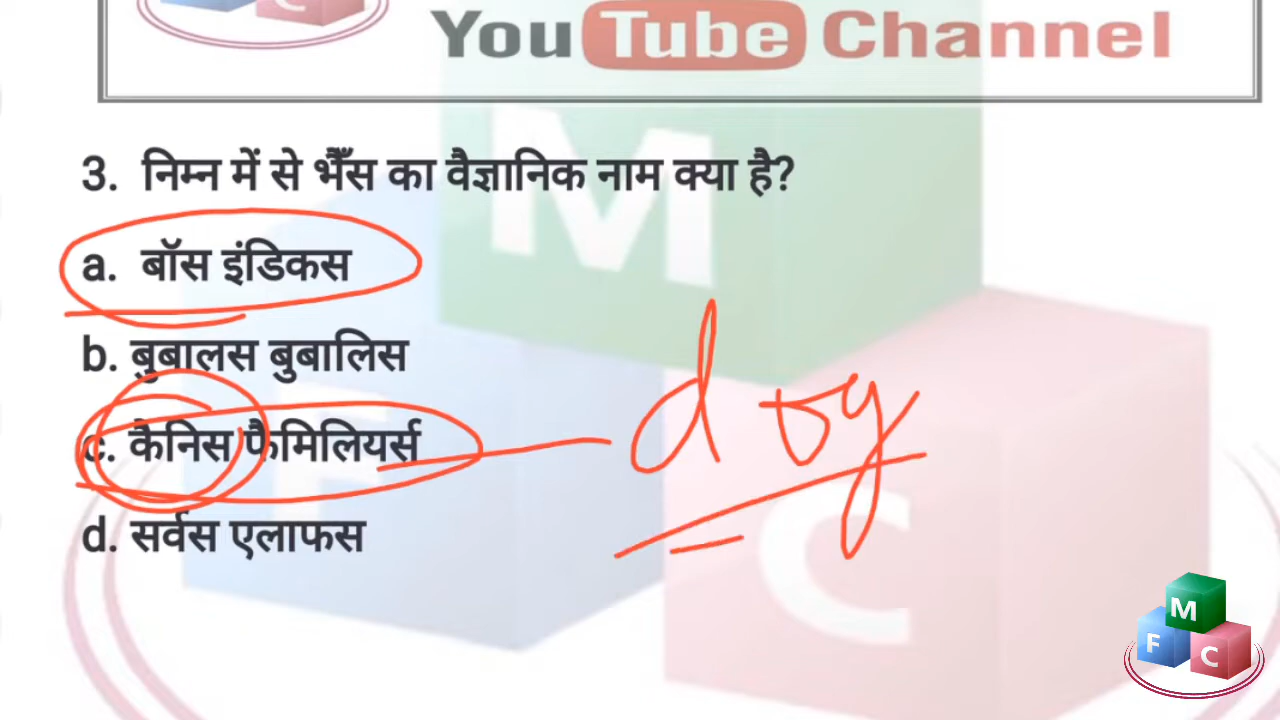 YouTube Channel
3. निम्न में से भैँस का वैज्ञानिक नाम क्या है?
a. बॉस इंडिकस
b. बुबालस बुबालिस
c. कैनिस फैमिलियर्स
dog
d. सर्वस एलाफस
M
F
C
M
F
C